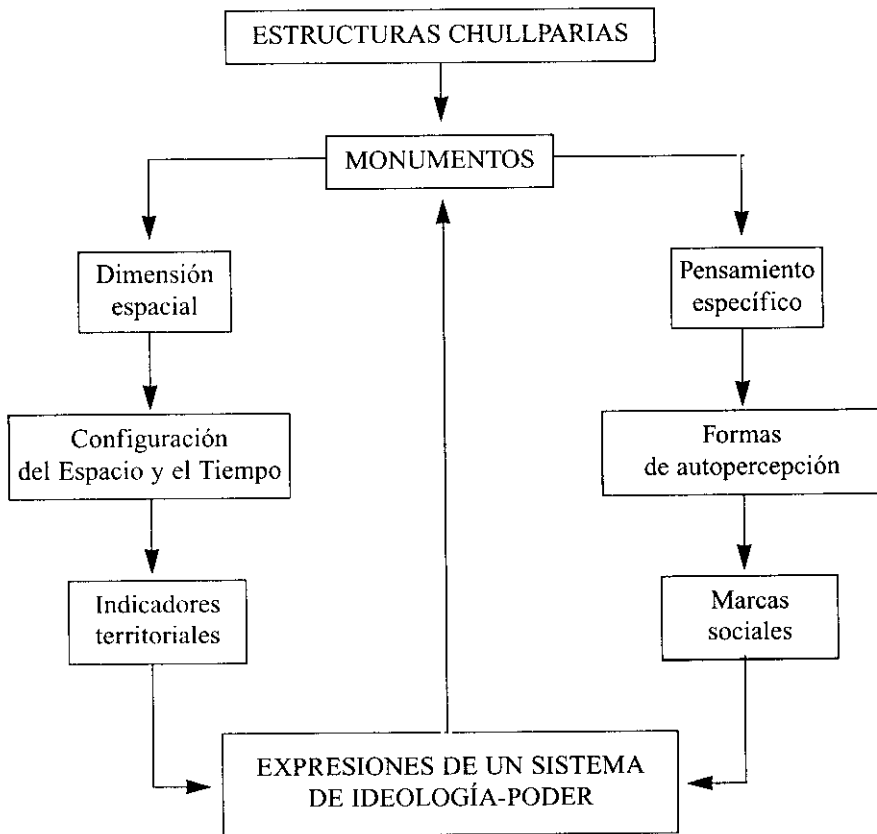 ESTRUCTURAS CHULLPARIAS
MONUMENTOS
Dimensión
espacial
Pensamiento
específico
Configuración
del Espacio y el Tiempo
Formas
de autopercepción
Indicadores
territoriales
Marcas
sociales
EXPRESIONES DE UN SISTEMA
DE IDEOLOGÍA-PODER